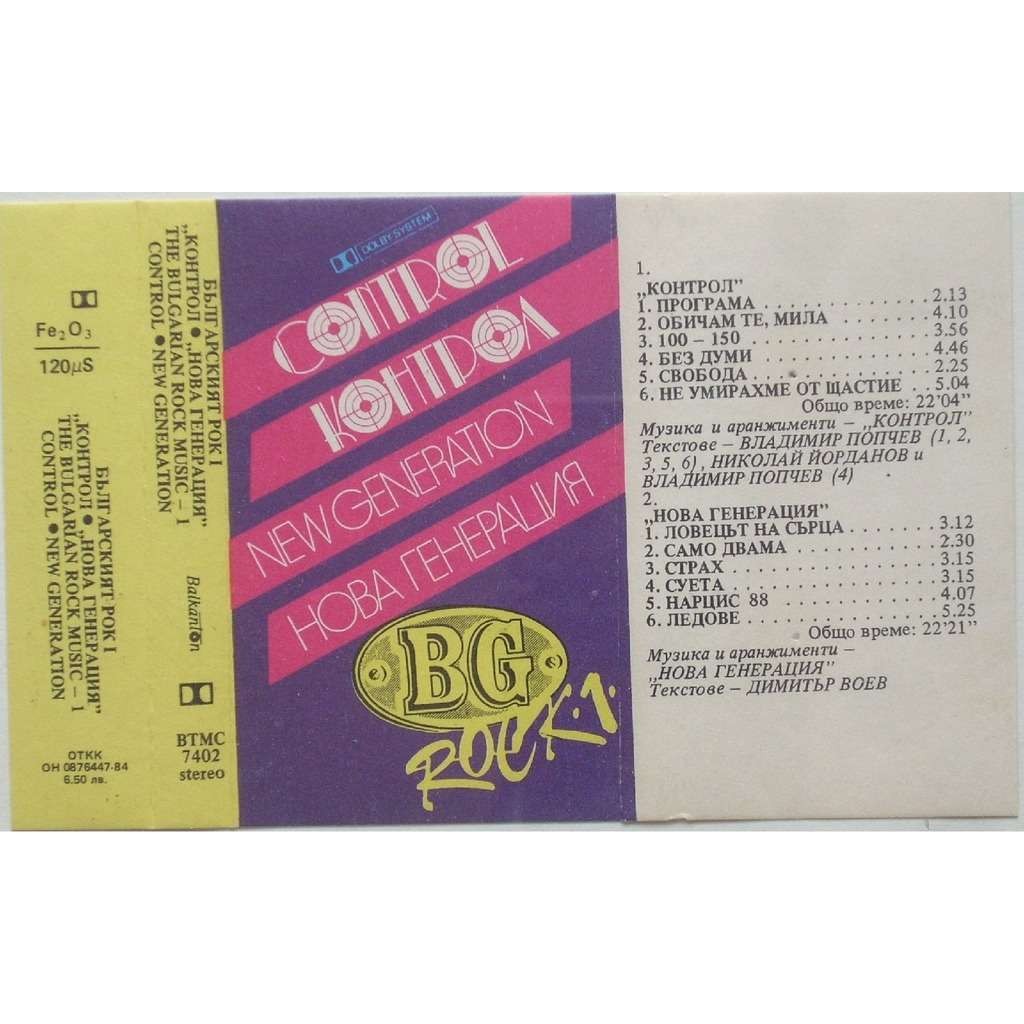 Fe₂O₃
120µS
БЪЛГАРСКИЯТ РОК I
„КОНТРОЛ” ● „НОВА ГЕНЕРАЦИЯ”
THE BULGARIAN ROCK MUSIC – 1
CONTROL ● NEW GENERATION
ОТКК
ОН 0876447-84
6.50 лв.
БЪЛГАРСКИЯТ РОК I
„КОНТРОЛ” ● „НОВА ГЕНЕРАЦИЯ”
THE BULGARIAN ROCK MUSIC – 1
CONTROL ● NEW GENERATION
Balkanton
BTMC
7402
stereo
DOLBY SYSTEM
CONTROL
КОНТРОЛ
NEW GENERATION
НОВА ГЕНЕРАЦИЯ
BG
ROCK.1.
1.
„КОНТРОЛ”
1. ПРОГРАМА . . . . . . . . . . . . . 2.13
2. ОБИЧАМ ТЕ, МИЛА . . . . . . . 4.10
3. 100 – 150 . . . . . . . . . . . . . . . 3.56
4. БЕЗ ДУМИ . . . . . . . . . . . . . . 4.46
5. СВОБОДА . . . . . . . . . . . . . . 2.25
6. НЕ УМИРАХМЕ ОТ ЩАСТИЕ . . 5.04
Общо време: 22'04”
Музика и аранжименти – „КОНТРОЛ”
Текстове – ВЛАДИМИР ПОПЧЕВ (1, 2,
3, 5, 6), НИКОЛАЙ ЙОРДАНОВ и
ВЛАДИМИР ПОПЧЕВ (4)
2.
„НОВА ГЕНЕРАЦИЯ”
1. ЛОВЕЦЪТ НА СЪРЦА . . . . . . . 3.12
2. САМО ДВАМА . . . . . . . . . . . 2.30
3. СТРАХ . . . . . . . . . . . . . . . . 3.15
4. СУЕТА . . . . . . . . . . . . . . . . 3.15
5. НАРЦИС 88 . . . . . . . . . . . . 4.07
6. ЛЕДОВЕ . . . . . . . . . . . . . . . 5.25
Общо време: 22'21”
Музика и аранжименти –
„НОВА ГЕНЕРАЦИЯ”
Текстове – ДИМИТЪР ВОЕВ